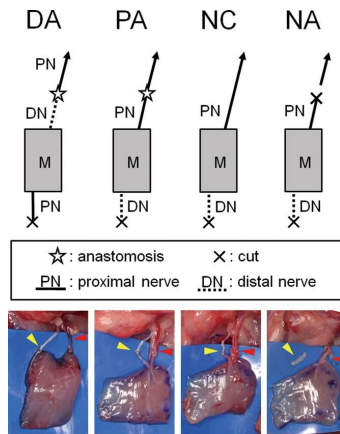 DA PA NC NA
PN PN PN PN
DN
M M M M
PN DN DN DN
☆: anastomosis ×: cut
PN: proximal nerve DN: distal nerve